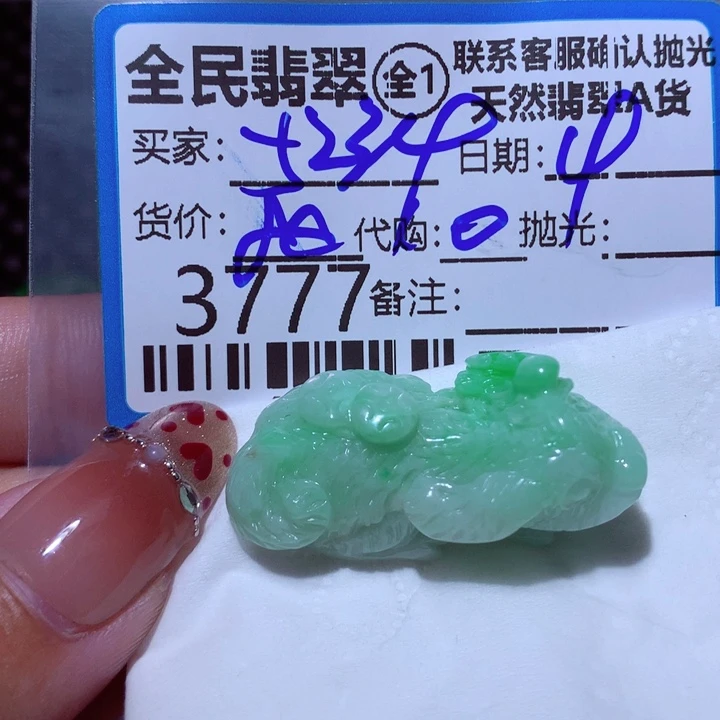 全民翡翠 全1 联系客服确认抛光
天然翡翠A货
买家: 日期:
货价: 代购: 0 抛光:
3777 备注: